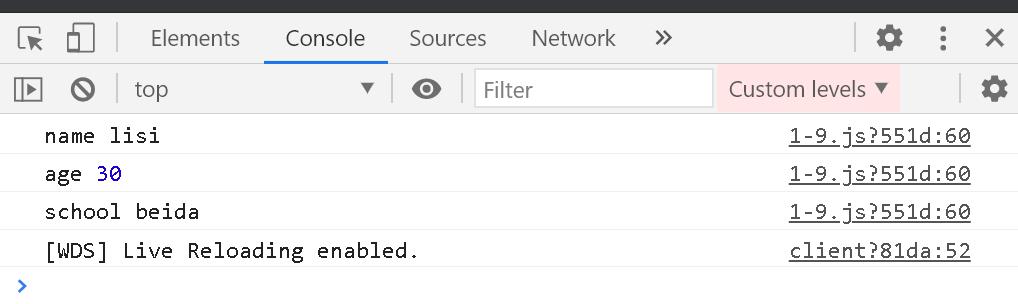 Elements Console Sources Network »
top Filter Custom levels
name lisi 1-9.js?551d:60
age 30 1-9.js?551d:60
school beida 1-9.js?551d:60
[WDS] Live Reloading enabled. client?81da:52